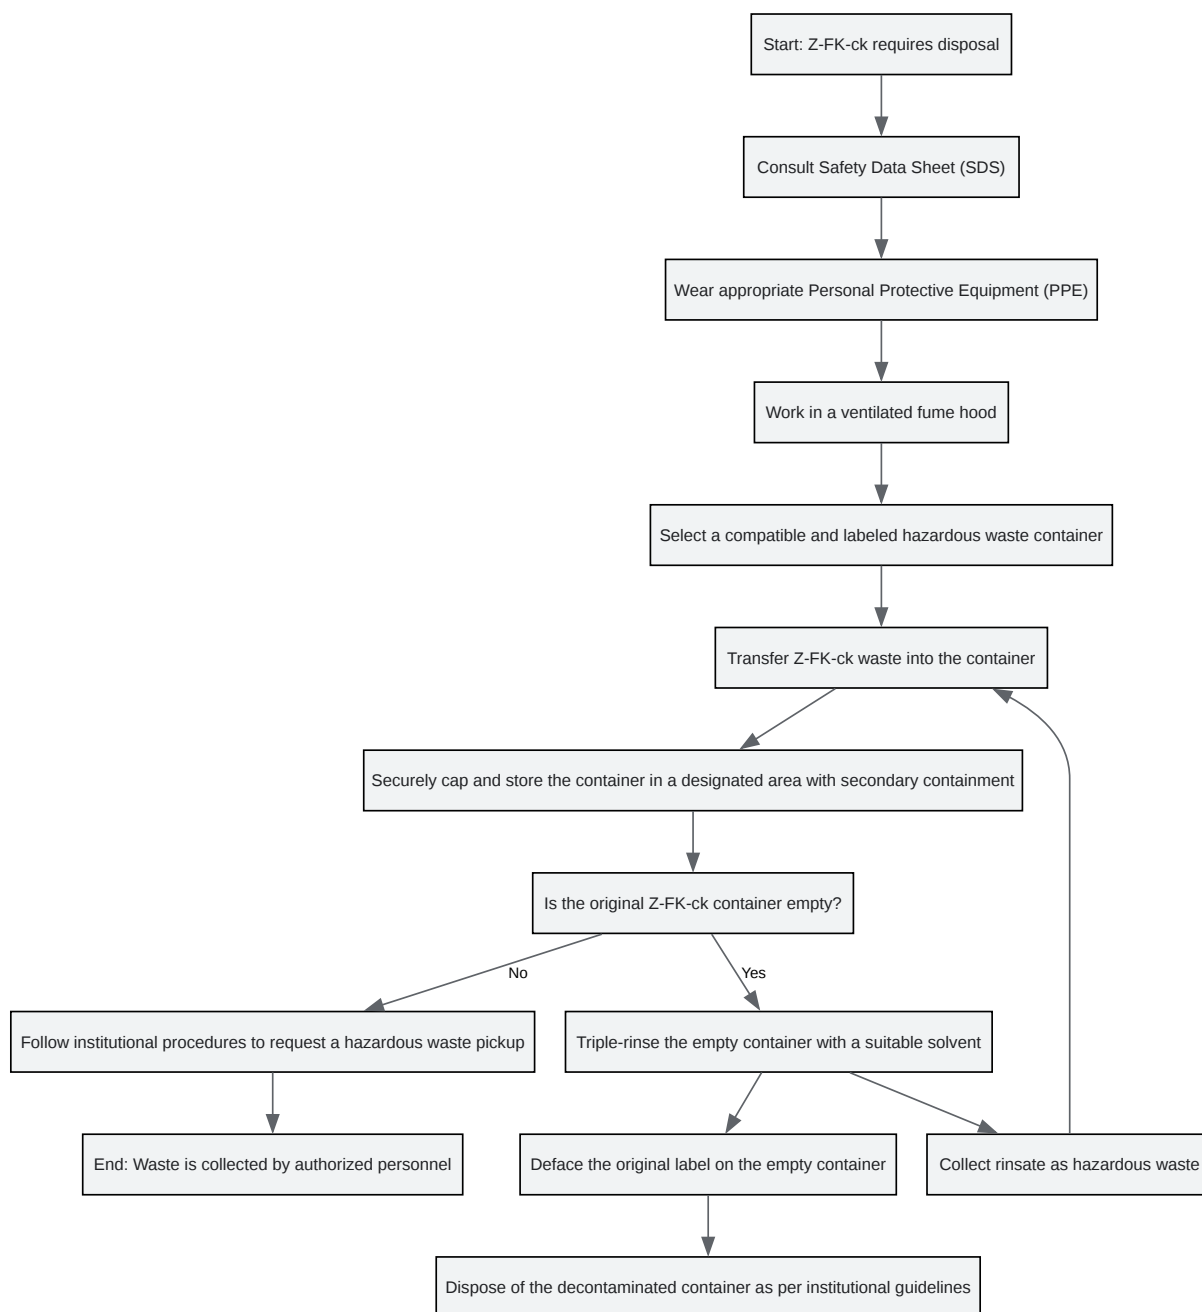 Start: Z-FK-ck requires disposal
Consult Safety Data Sheet (SDS)
Wear appropriate Personal Protective Equipment (PPE)
Work in a ventilated fume hood
Select a compatible and labeled hazardous waste container
Transfer Z-FK-ck waste into the container
Securely cap and store the container in a designated area with secondary containment
Is the original Z-FK-ck container empty?
No
Yes
Follow institutional procedures to request a hazardous waste pickup
Triple-rinse the empty container with a suitable solvent
End: Waste is collected by authorized personnel
Deface the original label on the empty container
Collect rinsate as hazardous waste
Dispose of the decontaminated container as per institutional guidelines